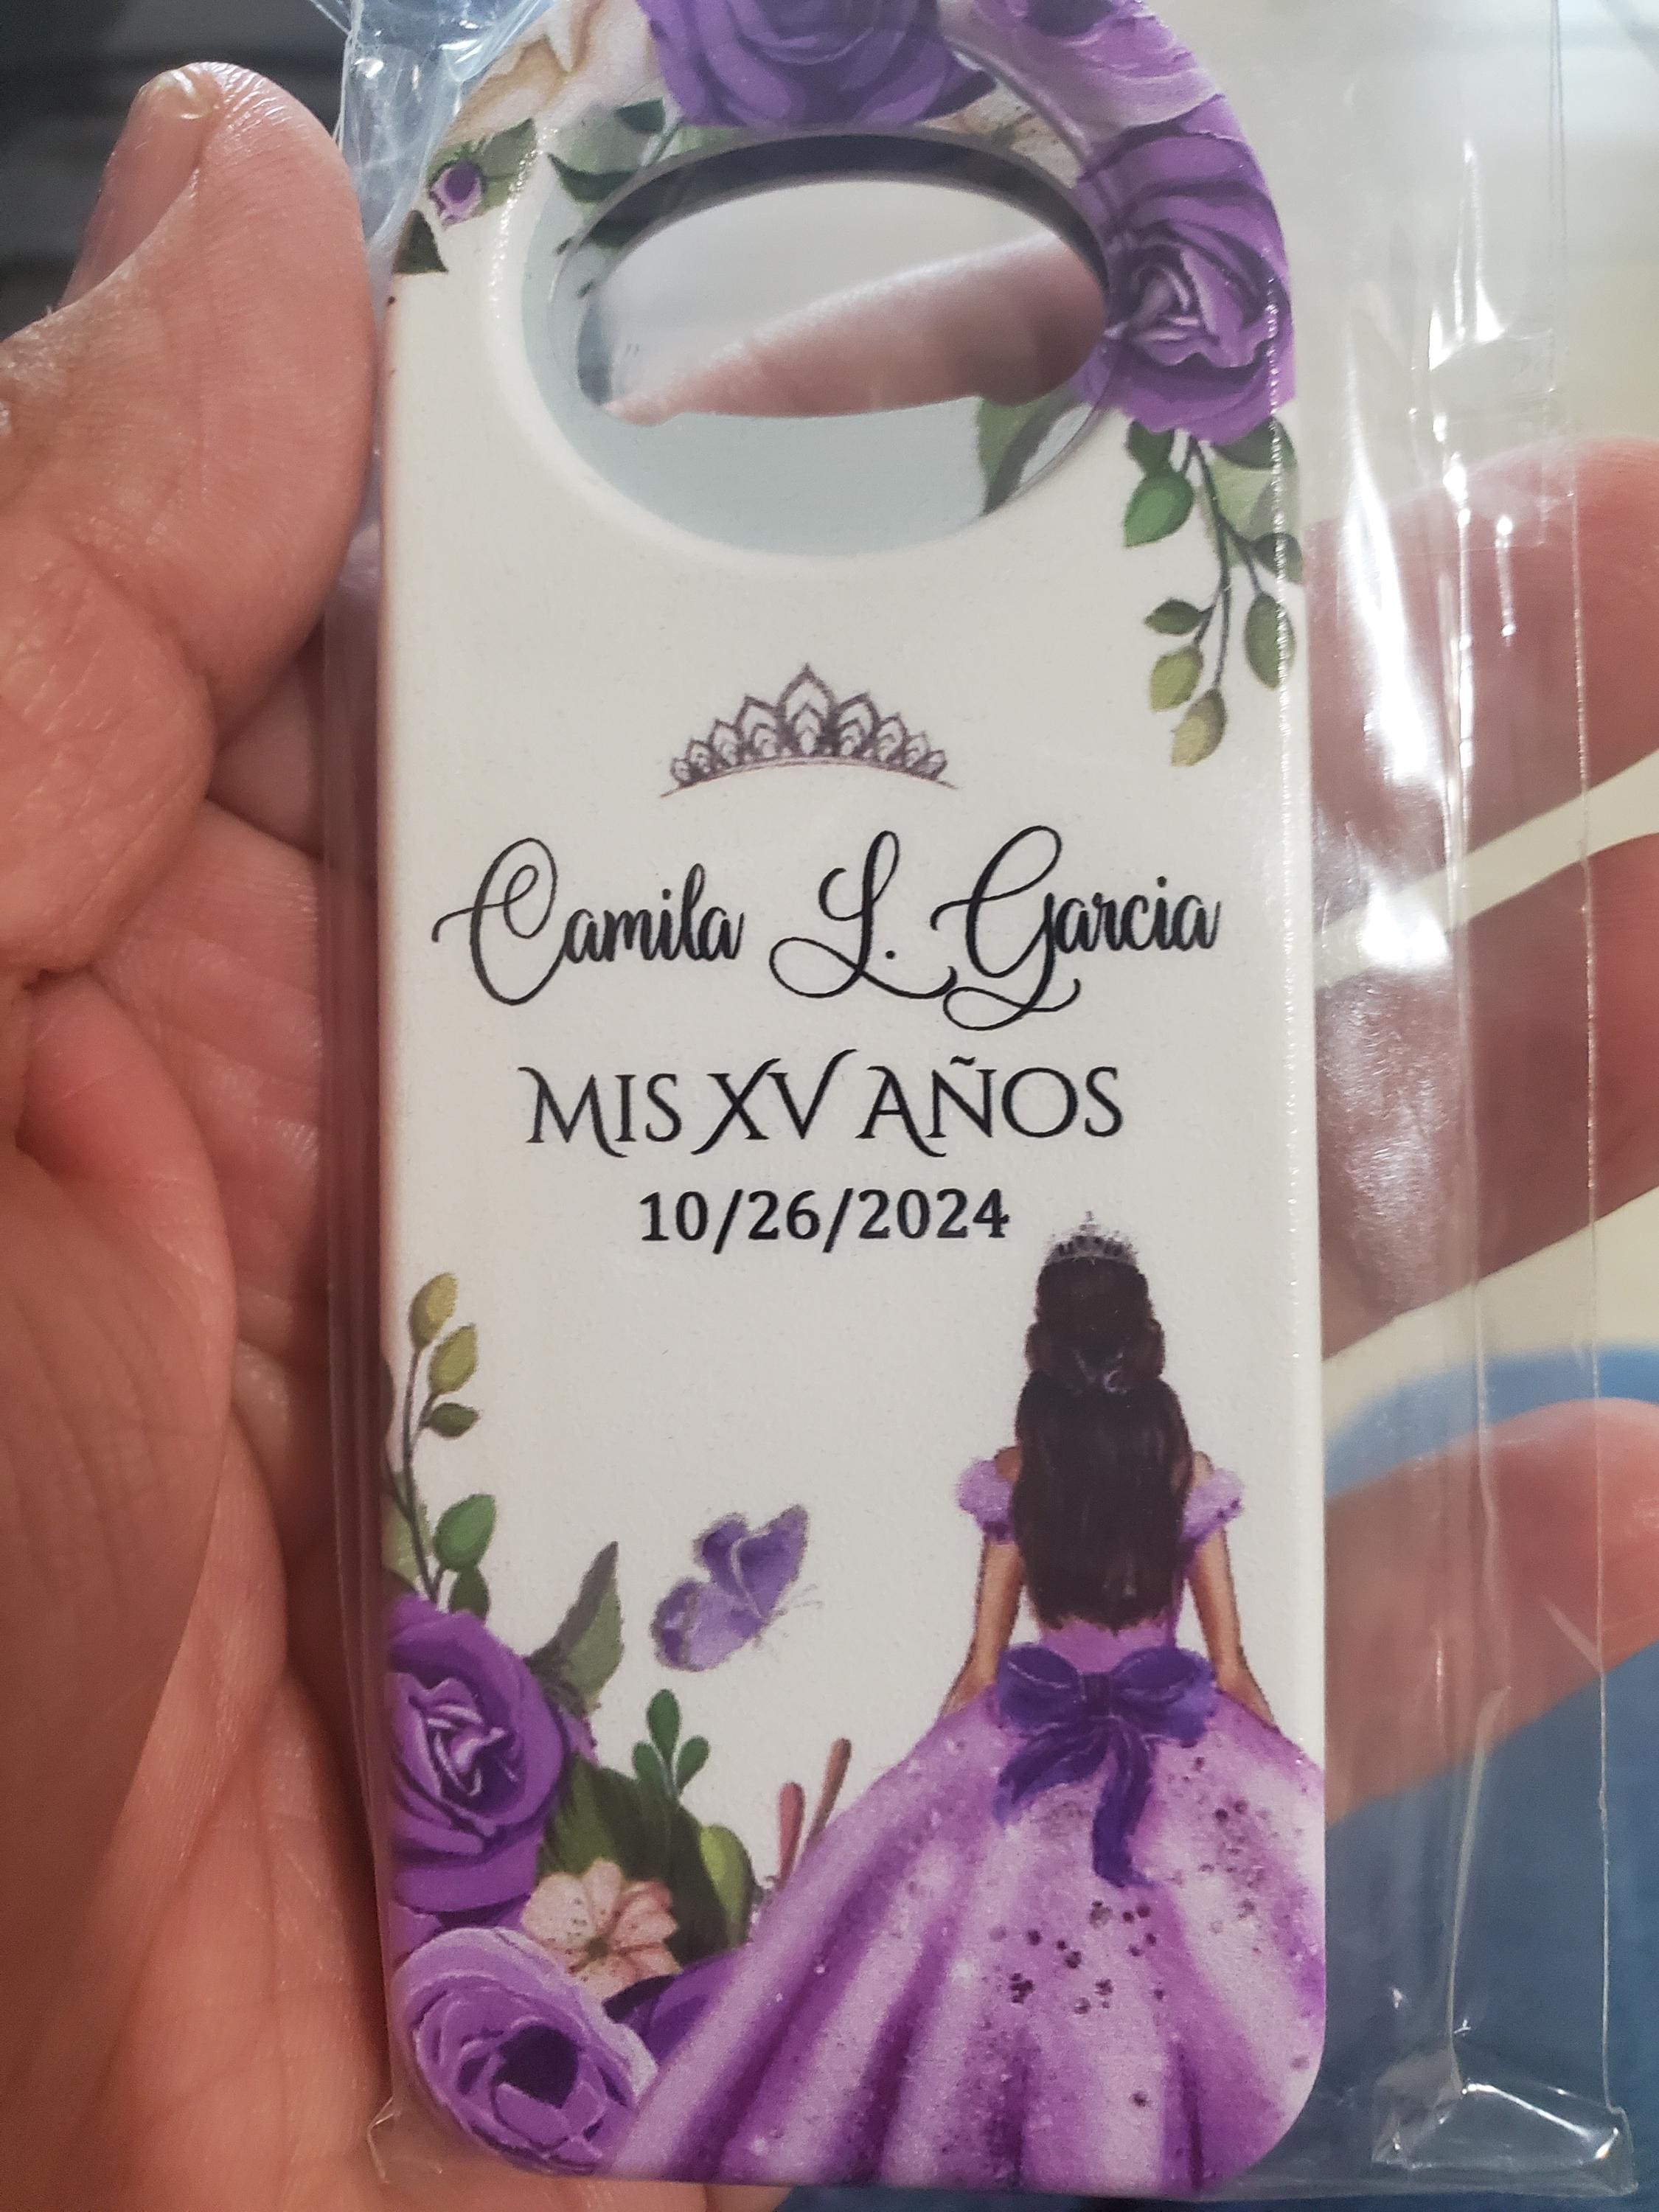 Camila L. Garcia
MIS XV AÑOS
10/26/2024